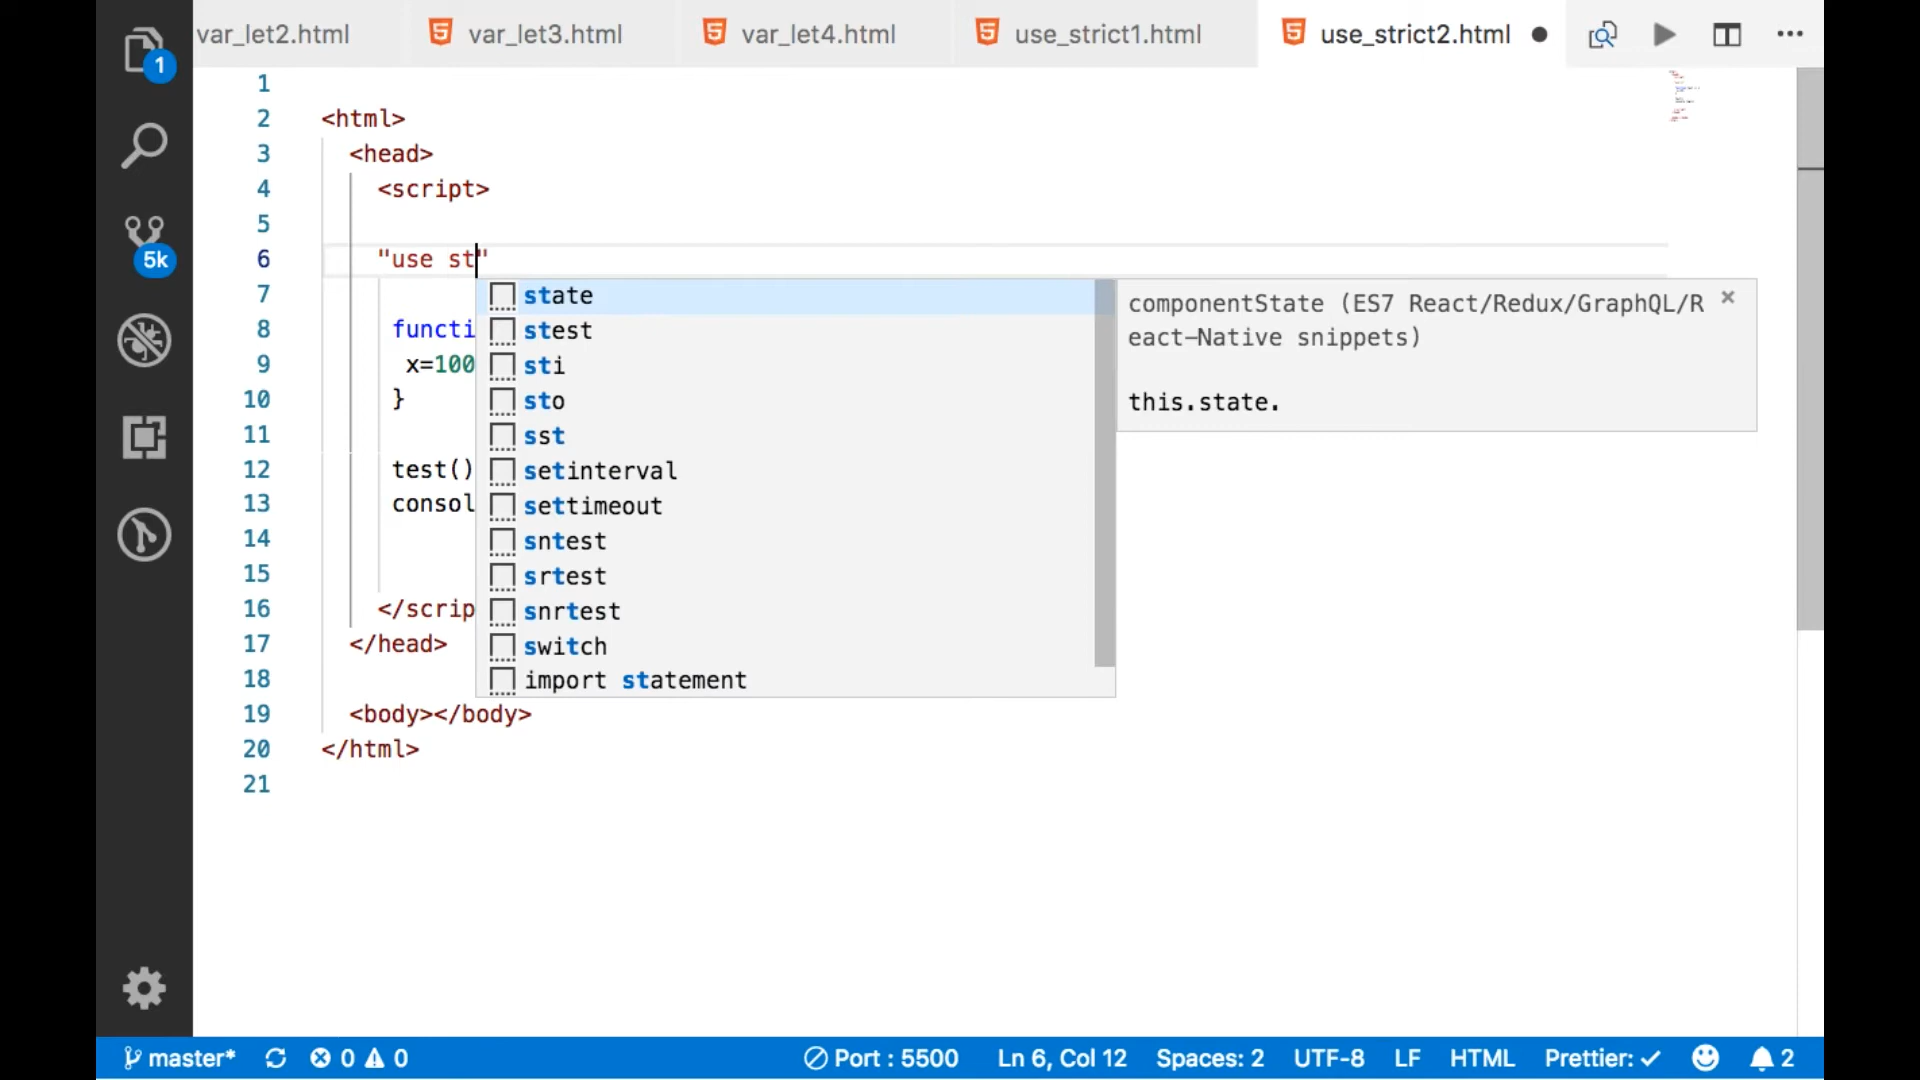 var_let2.html var_let3.html var_let4.html use_strict1.html use_strict2.html
1
1
2 <html>
3 <head>
4 <script>
5
6 "use st"
7
8 functi
9 x=100
10 }
11
12 test()
13 consol
14
15
16 </scrip
17 </head>
18
19 <body></body>
20 </html>
21
state
stest
sti
sto
sst
setinterval
settimeout
sntest
srtest
snrtest
switch
import statement
componentState (ES7 React/Redux/GraphQL/R
eact-Native snippets)
this.state.
5k
master* 0 0 Port : 5500 Ln 6, Col 12 Spaces: 2 UTF-8 LF HTML Prettier: ✓ 2